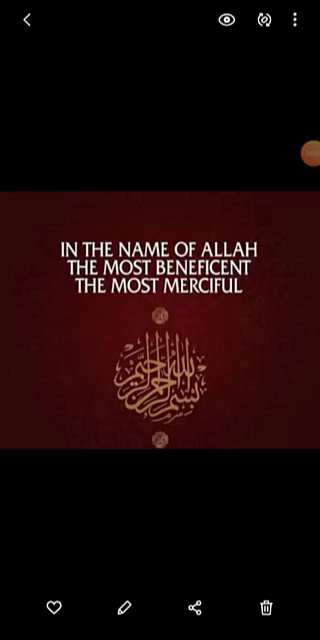 IN THE NAME OF ALLAH
THE MOST BENEFICENT
THE MOST MERCIFUL
بسم الله الرحمن الرحيم